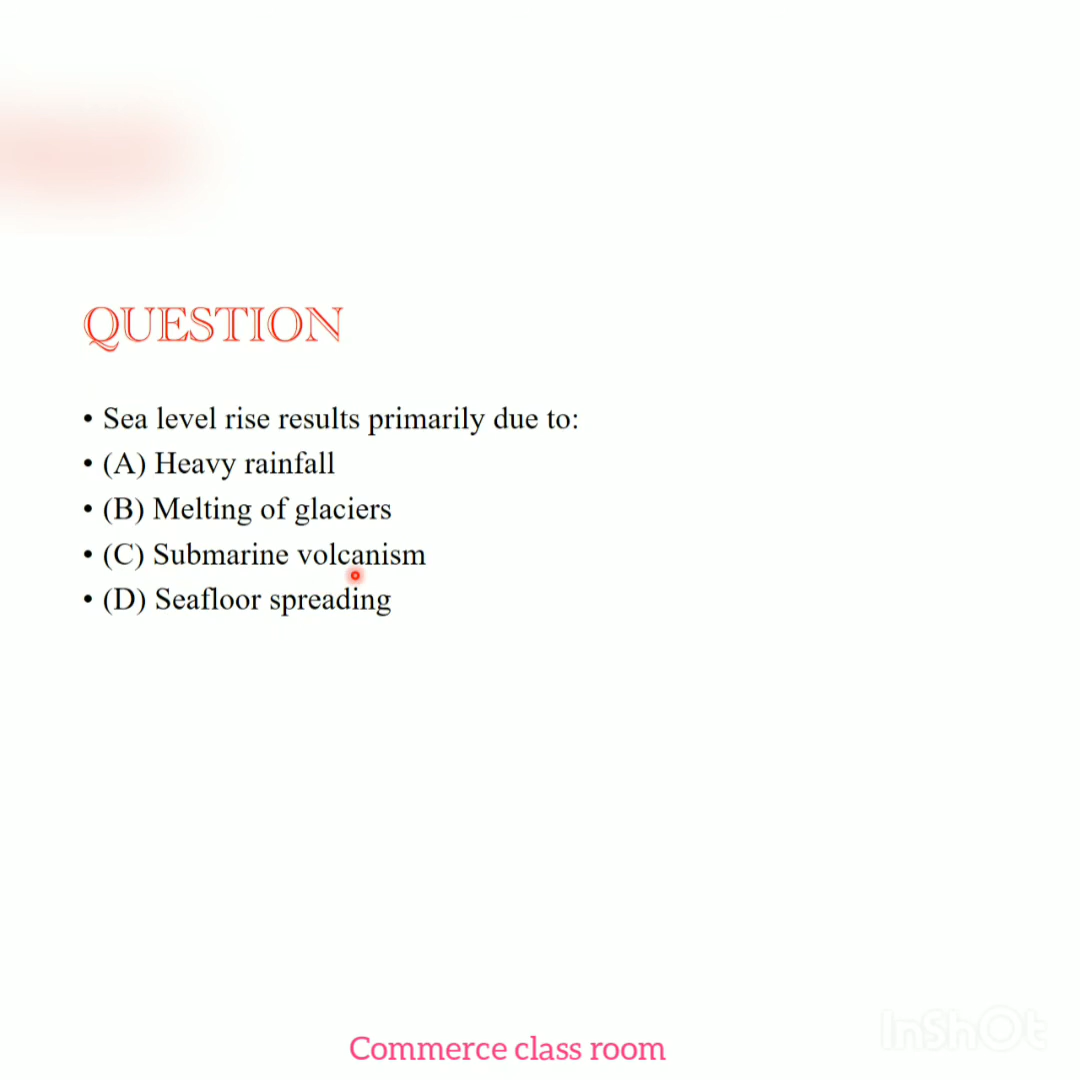 QUESTION
• Sea level rise results primarily due to:
• (A) Heavy rainfall
• (B) Melting of glaciers
• (C) Submarine volcanism
• (D) Seafloor spreading
InShOt
Commerce class room